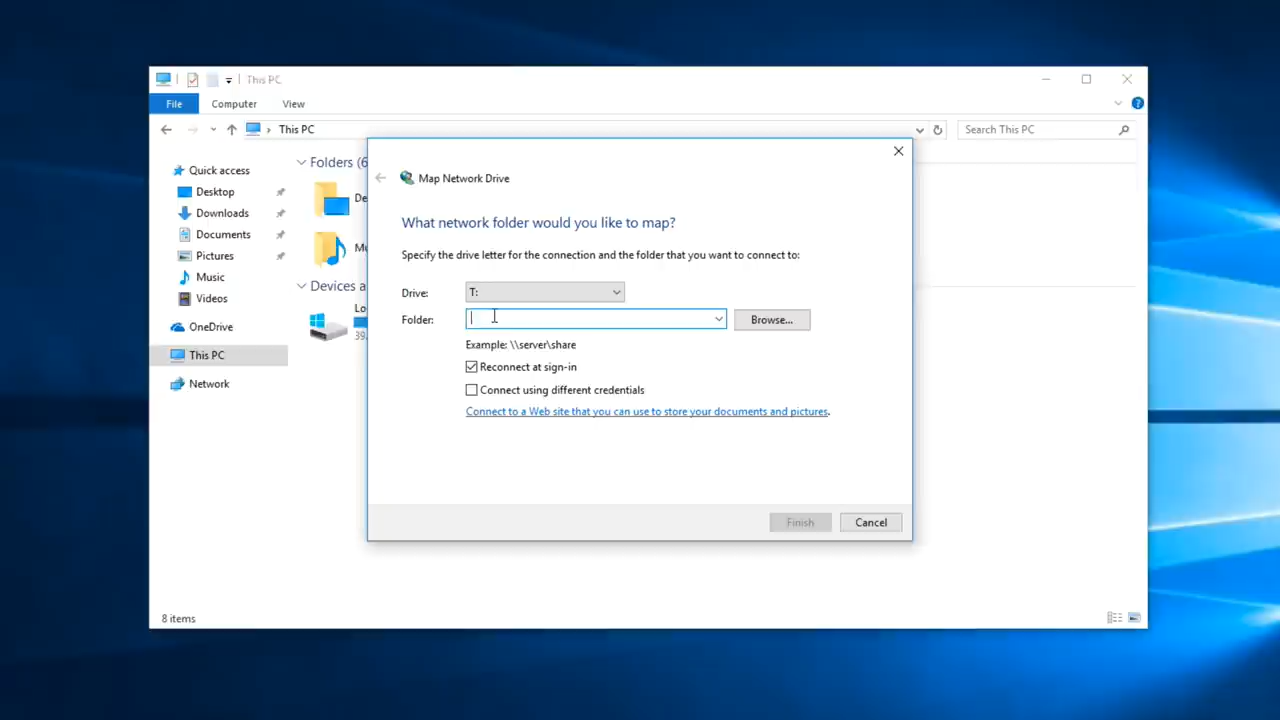 This PC
File Computer View
This PC
Search This PC
Quick access
Desktop
Downloads
Documents
Pictures
Music
Videos
OneDrive
This PC
Network
Folders (6
De
Mu
Devices a
Lo
39.
Map Network Drive
What network folder would you like to map?
Specify the drive letter for the connection and the folder that you want to connect to:
Drive: T:
Folder: Browse...
Example: \\server\share
Reconnect at sign-in
Connect using different credentials
Connect to a Web site that you can use to store your documents and pictures.
Finish Cancel
8 items